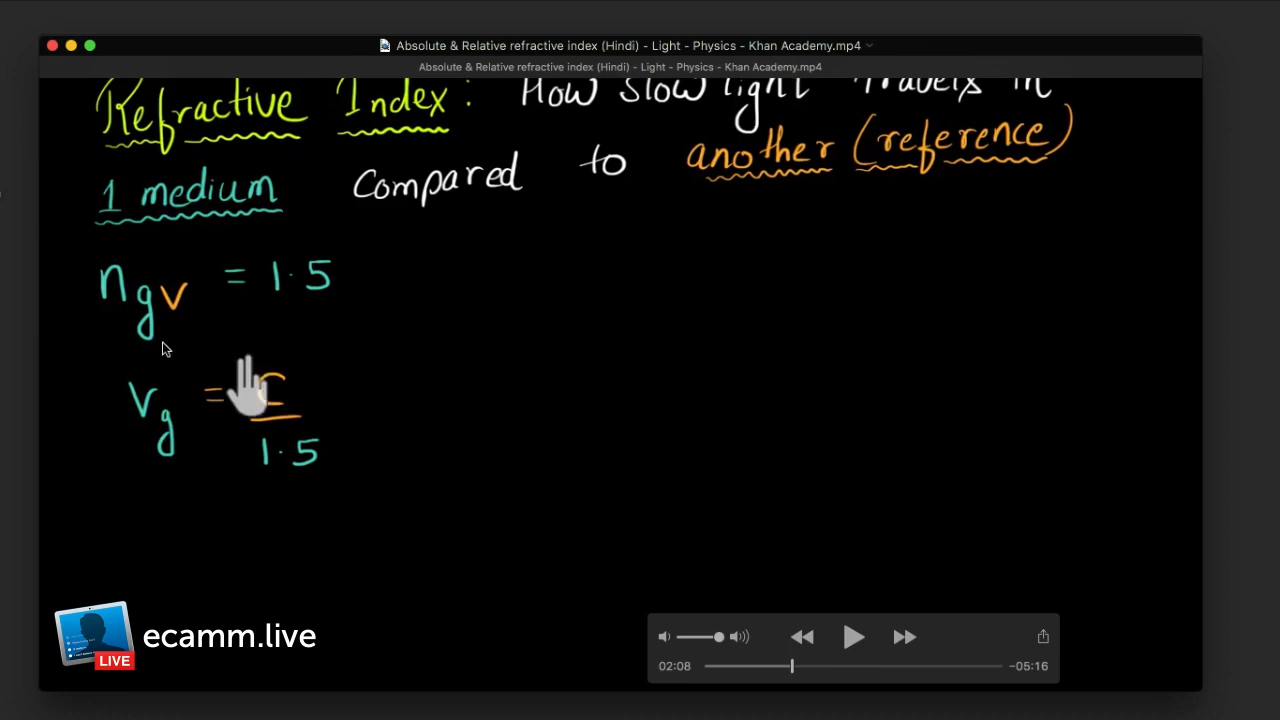 Absolute & Relative refractive index (Hindi) - Light - Physics - Khan Academy.mp4
Absolute & Relative refractive index (Hindi) - Light - Physics - Khan Academy.mp4
Refractive Index: How slow light travels in
1 medium compared to another (reference)
n_gv = 1.5
v_g = c
1.5
ecamm.live
LIVE
02:08 -05:16